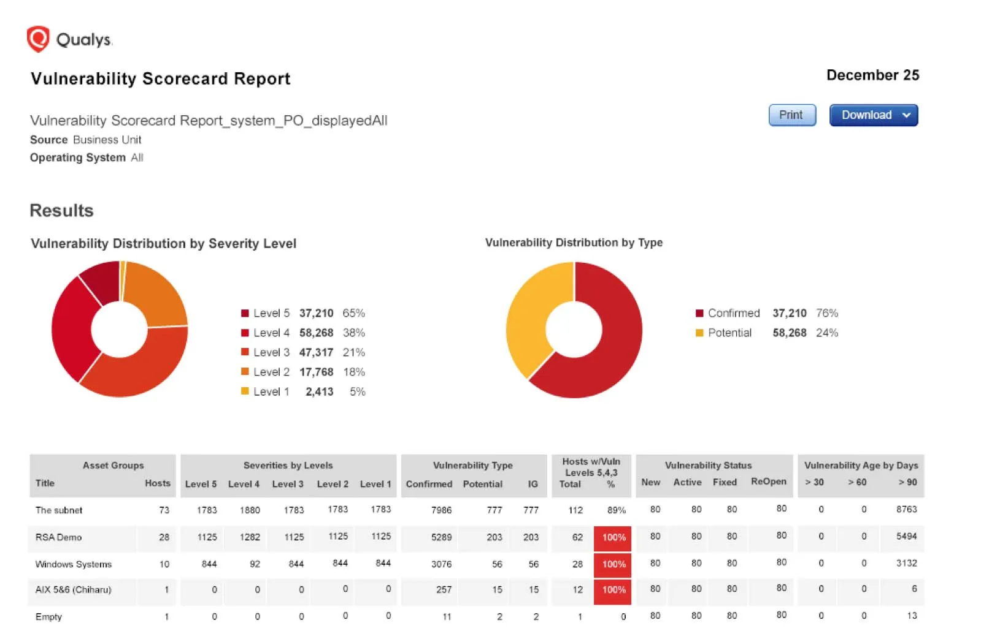 Qualys.
Vulnerability Scorecard Report
December 25
Vulnerability Scorecard Report_system_PO_displayedAll
Print
Download
Source Business Unit
Operating System All
Results
Vulnerability Distribution by Severity Level
Level 5 37,210 65%
Level 4 58,268 38%
Level 3 47,317 21%
Level 2 17,768 18%
Level 1 2,413 5%
Vulnerability Distribution by Type
Confirmed 37,210 76%
Potential 58,268 24%
Asset Groups Severities by Levels Vulnerability Type Hosts w/Vuln Levels 5,4,3 Vulnerability Status Vulnerability Age by Days
Title Hosts Level 5 Level 4 Level 3 Level 2 Level 1 Confirmed Potential IG Total % New Active Fixed ReOpen > 30 > 60 > 90
The subnet 73 1783 1880 1783 1783 1783 7986 777 777 112 89% 80 80 80 80 0 0 8763
RSA Demo 28 1125 1282 1125 1125 1125 5289 203 203 62 100% 80 80 80 80 0 0 5494
Windows Systems 10 844 92 844 844 844 3076 56 56 28 100% 80 80 80 80 0 0 3132
AIX 5&6 (Chiharu) 1 0 0 0 0 0 257 15 15 12 100% 80 80 80 80 0 0 6
Empty 1 0 0 0 0 0 11 2 2 1 0 80 80 80 80 0 0 13